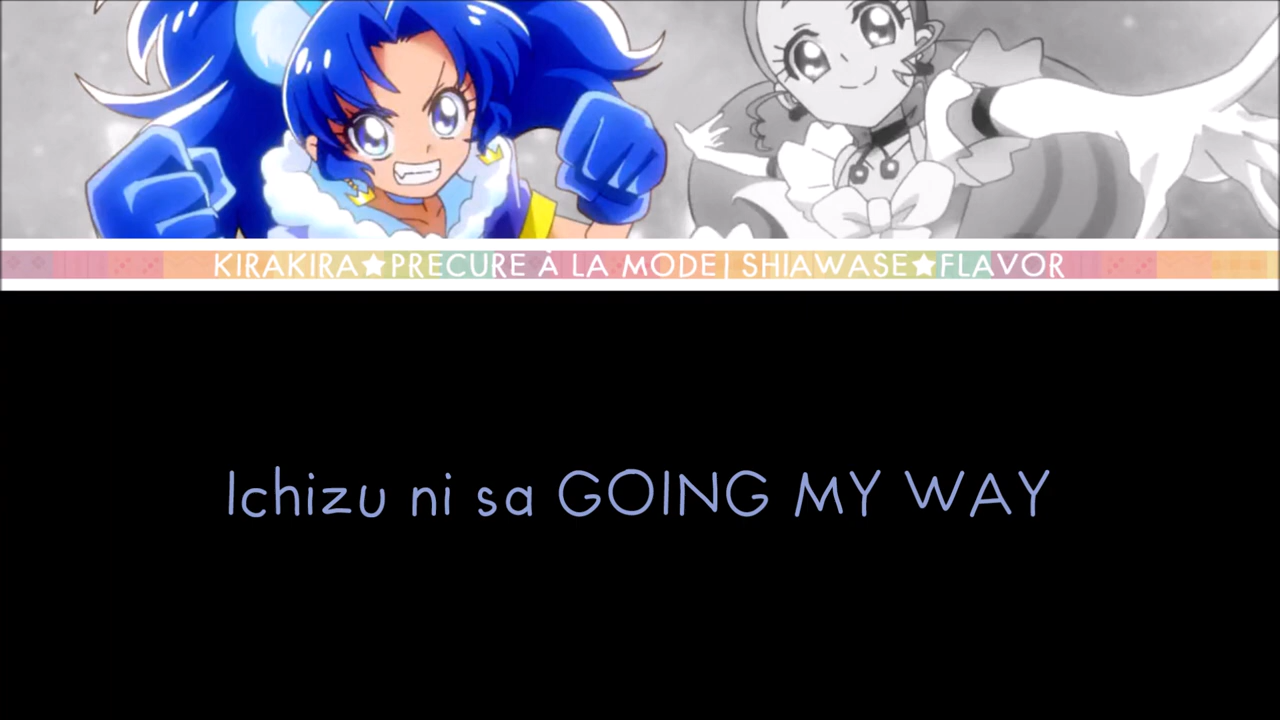 KIRAKIRA★PRECURE À LA MODE| SHIAWASE★FLAVOR
Ichizu ni sa GOING MY WAY